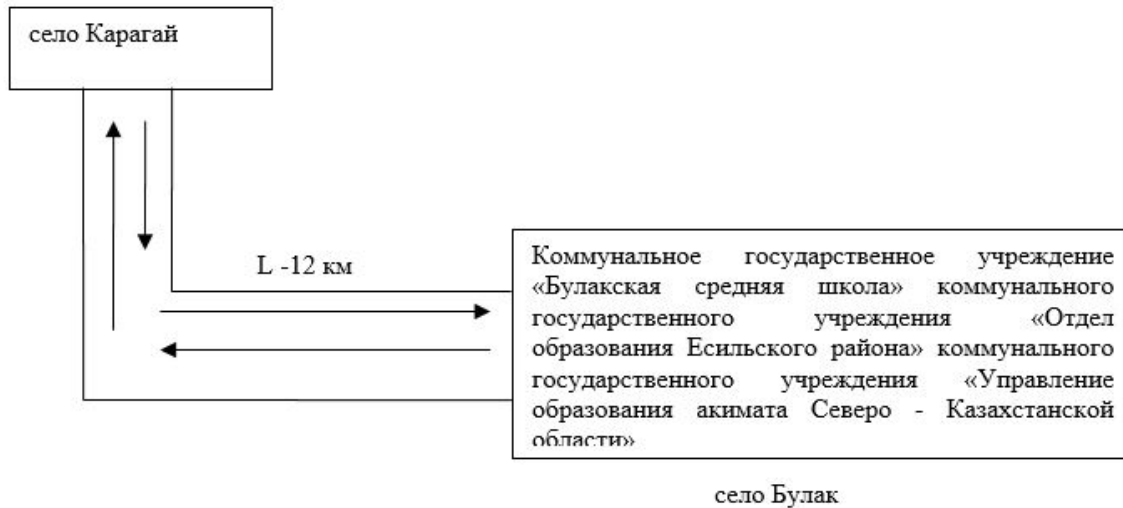 село Карагай
L -12 км
Коммунальное государственное учреждение
«Булакская средняя школа» коммунального
государственного учреждения «Отдел
образования Есильского района» коммунального
государственного учреждения «Управление
образования акимата Северо - Казахстанской
области»
село Булак